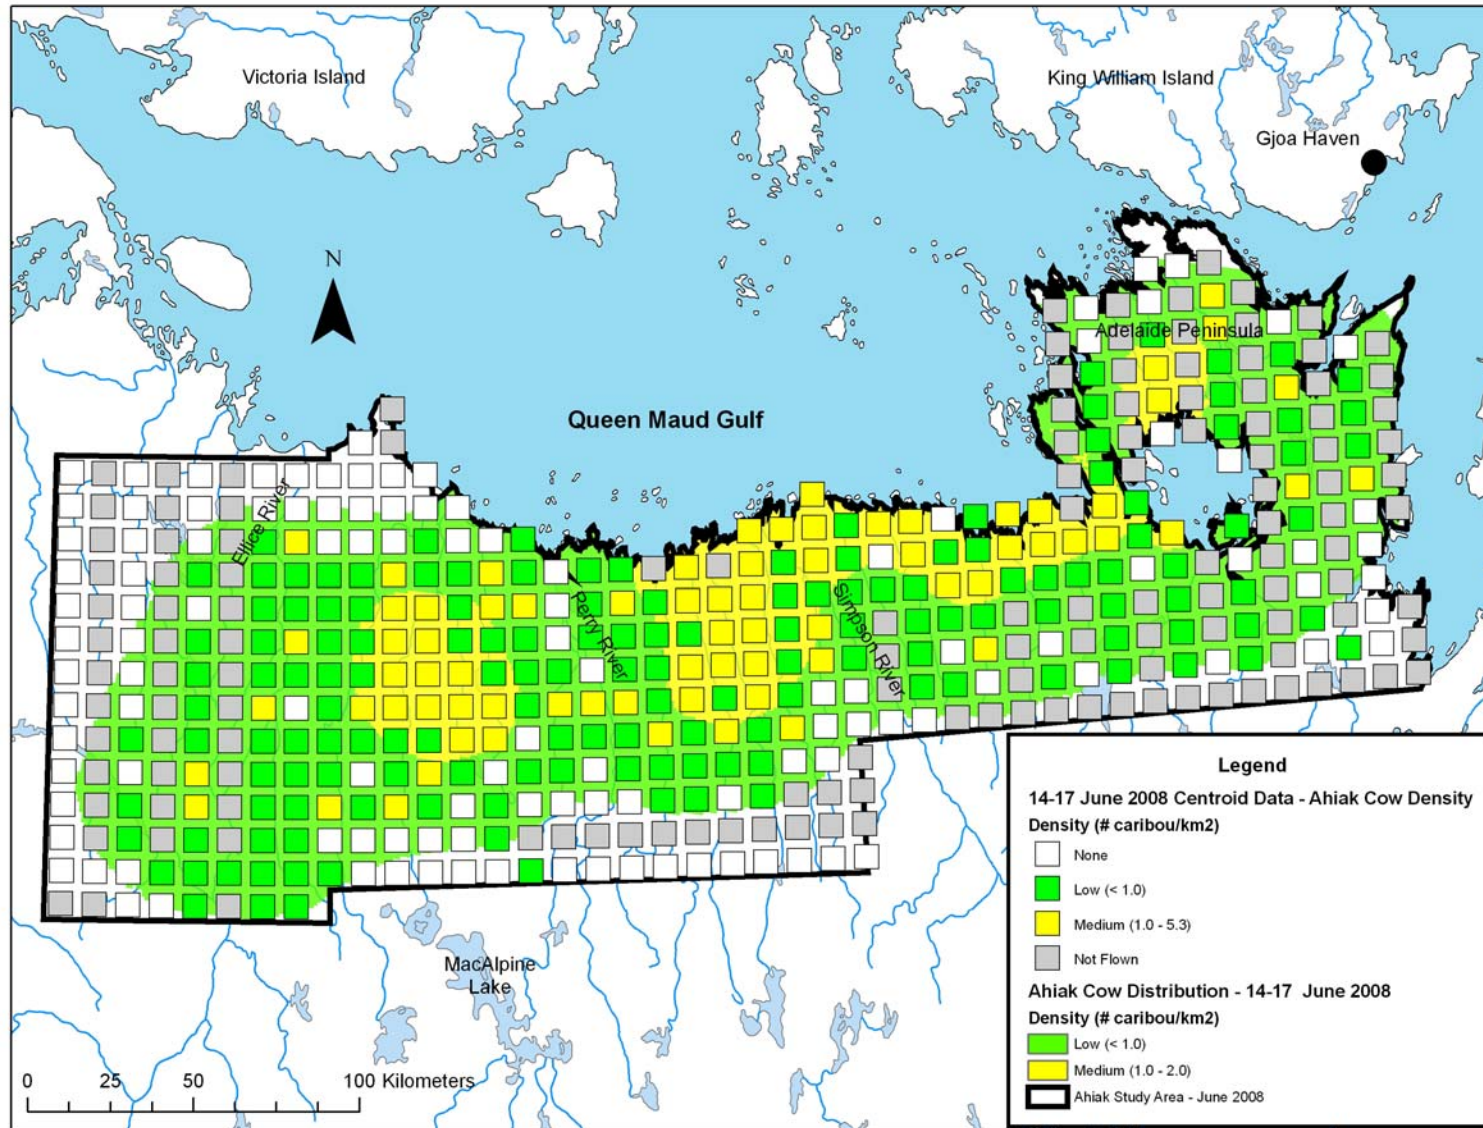 Victoria Island
King William Island
Gjoa Haven
N
Adelaide Peninsula
Queen Maud Gulf
Ellice River
Perry River
Simpson River
MacAlpine
Lake
0 25 50 100 Kilometers
Legend
14-17 June 2008 Centroid Data - Ahiak Cow Density
Density (# caribou/km2)
None
Low (< 1.0)
Medium (1.0 - 5.3)
Not Flown
Ahiak Cow Distribution - 14-17 June 2008
Density (# caribou/km2)
Low (< 1.0)
Medium (1.0 - 2.0)
Ahiak Study Area - June 2008